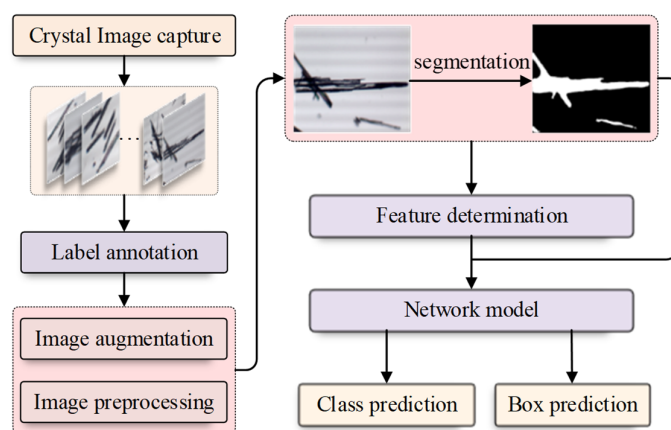 Crystal Image capture
Label annotation
Image augmentation
Image preprocessing
segmentation
Feature determination
Network model
Class prediction
Box prediction